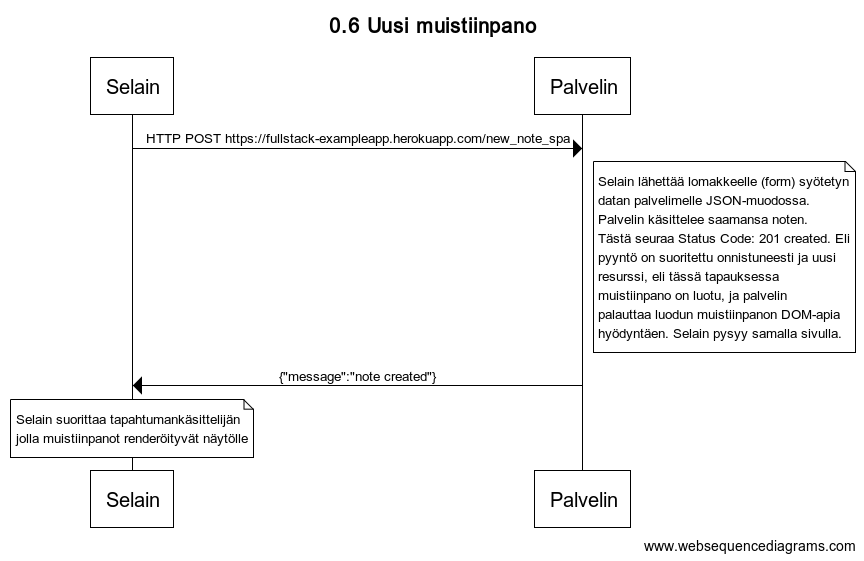 0.6 Uusi muistiinpano
Selain
Palvelin
HTTP POST https://fullstack-exampleapp.herokuapp.com/new_note_spa
Selain lähettää lomakkeelle (form) syötetyn
datan palvelimelle JSON-muodossa.
Palvelin käsittelee saamansa noten.
Tästä seuraa Status Code: 201 created. Eli
pyyntö on suoritettu onnistuneesti ja uusi
resurssi, eli tässä tapauksessa
muistiinpano on luotu, ja palvelin
palauttaa luodun muistiinpanon DOM-apia
hyödyntäen. Selain pysyy samalla sivulla.
{"message":"note created"}
Selain suorittaa tapahtumankäsittelijän
jolla muistiinpanot renderöityvät näytölle
Selain
Palvelin
www.websequencediagrams.com